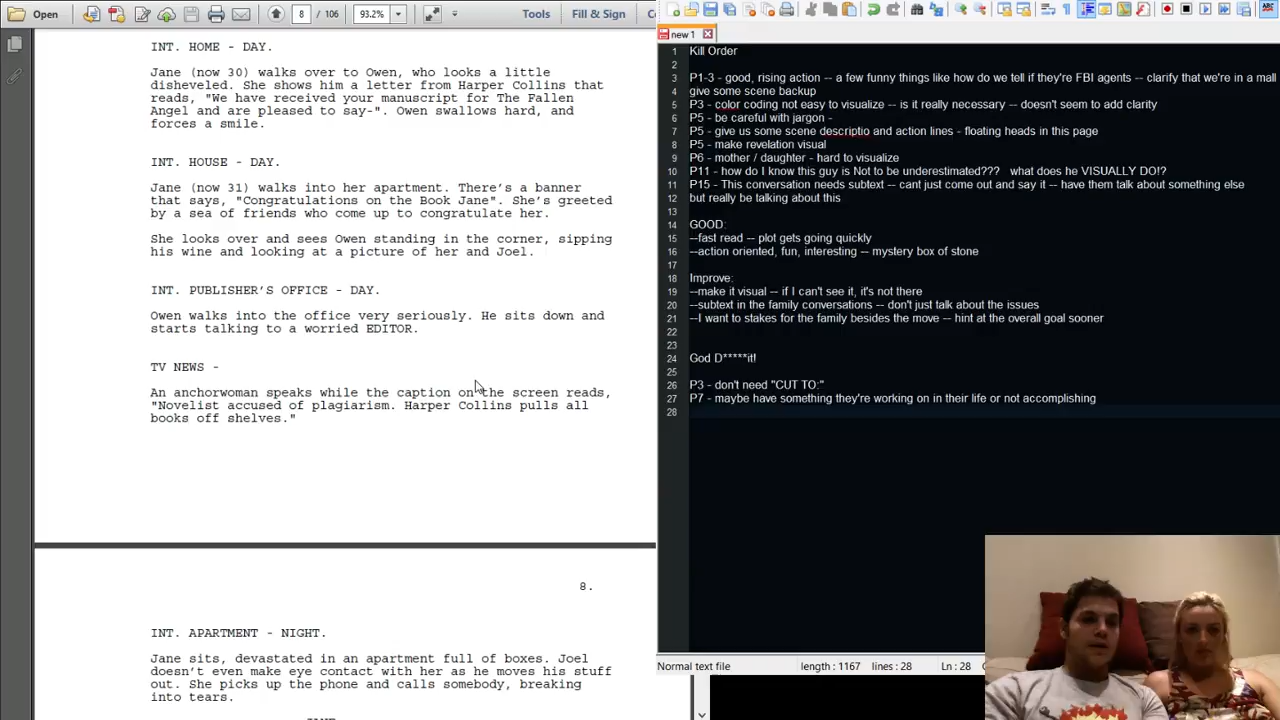 Open
8 / 106
93.2%
Tools
Fill & Sign
INT. HOME - DAY.
Jane (now 30) walks over to Owen, who looks a little
disheveled. She shows him a letter from Harper Collins that
reads, "We have received your manuscript for The Fallen
Angel and are pleased to say-". Owen swallows hard, and
forces a smile.
INT. HOUSE - DAY.
Jane (now 31) walks into her apartment. There's a banner
that says, "Congratulations on the Book Jane". She's greeted
by a sea of friends who come up to congratulate her.
She looks over and sees Owen standing in the corner, sipping
his wine and looking at a picture of her and Joel.
INT. PUBLISHER'S OFFICE - DAY.
Owen walks into the office very seriously. He sits down and
starts talking to a worried EDITOR.
TV NEWS -
An anchorwoman speaks while the caption on the screen reads,
"Novelist accused of plagiarism. Harper Collins pulls all
books off shelves."
8.
INT. APARTMENT - NIGHT.
Jane sits, devastated in an apartment full of boxes. Joel
doesn't even make eye contact with her as he moves his stuff
out. She picks up the phone and calls somebody, breaking
into tears.
new 1
1 Kill Order
2
3 P1-3 - good, rising action -- a few funny things like how do we tell if they're FBI agents -- clarify that we're in a mall
4 give some scene backup
5 P3 - color coding not easy to visualize -- is it really necessary -- doesn't seem to add clarity
6 P5 - be careful with jargon -
7 P5 - give us some scene descriptio and action lines - floating heads in this page
8 P5 - make revelation visual
9 P6 - mother / daughter - hard to visualize
10 P11 - how do I know this guy is Not to be underestimated??? what does he VISUALLY DO!?
11 P15 - This conversation needs subtext -- cant just come out and say it -- have them talk about something else
12 but really be talking about this
13
14 GOOD:
15 --fast read -- plot gets going quickly
16 --action oriented, fun, interesting -- mystery box of stone
17
18 Improve:
19 --make it visual -- if I can't see it, it's not there
20 --subtext in the family conversations -- don't just talk about the issues
21 --I want to stakes for the family besides the move -- hint at the overall goal sooner
22
23
24 God D*****it!
25
26 P3 - don't need "CUT TO:"
27 P7 - maybe have something they're working on in their life or not accomplishing
28
Normal text file
length : 1167
lines : 28
Ln : 28